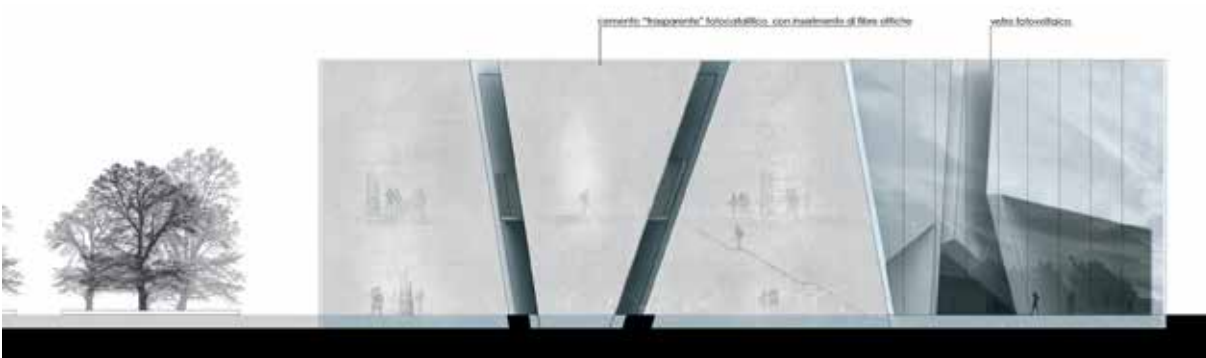 cemento "trasparente" fotocatalitico con inserimento di fibre ottiche
vetro fotovoltaico